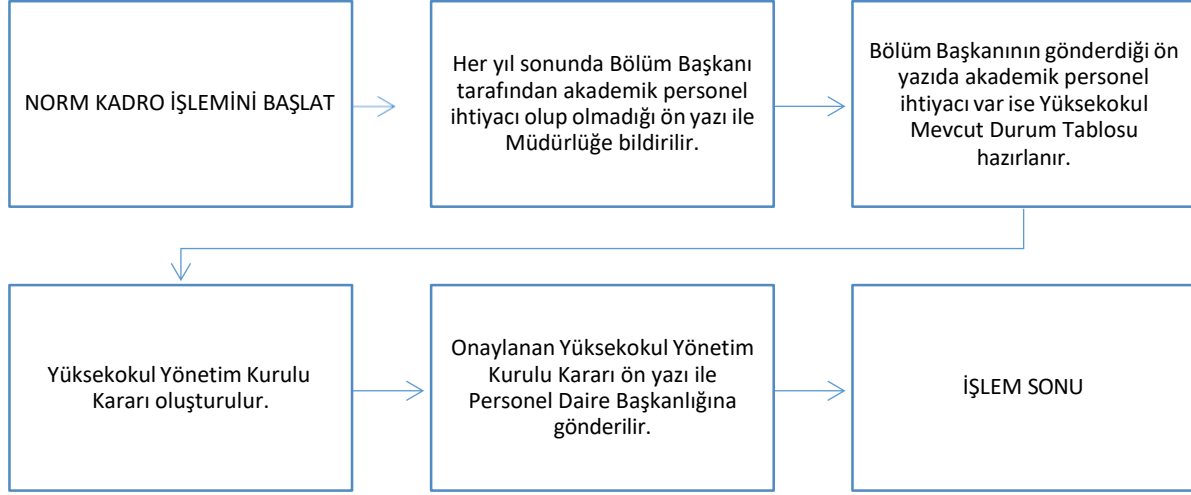 NORM KADRO İŞLEMİNİ BAŞLAT
Her yıl sonunda Bölüm Başkanı
tarafından akademik personel
ihtiyacı olup olmadığı ön yazı ile
Müdürlüğe bildirilir.
Bölüm Başkanının gönderdiği ön
yazıda akademik personel
ihtiyacı var ise Yüksekokul
Mevcut Durum Tablosu
hazırlanır.
Yüksekokul Yönetim Kurulu
Kararı oluşturulur.
Onaylanan Yüksekokul Yönetim
Kurulu Kararı ön yazı ile
Personel Daire Başkanlığına
gönderilir.
İŞLEM SONU